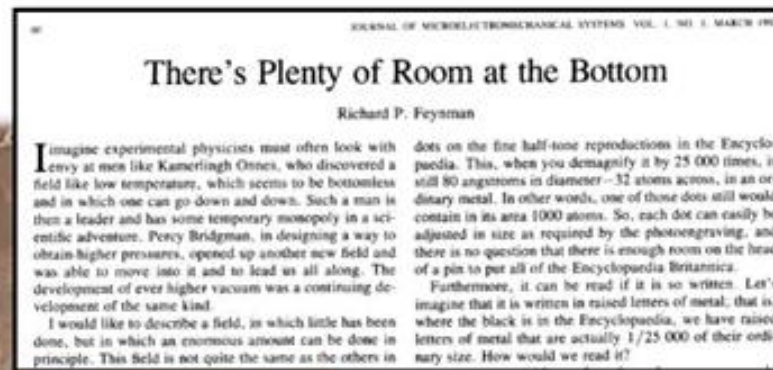 60
JOURNAL OF MICROELECTROMECHANICAL SYSTEMS VOL. 1. NO 1. MARCH 199
There's Plenty of Room at the Bottom
Richard P. Feynman
I imagine experimental physicists must often look with
envy at men like Kamerlingh Onnes, who discovered a
field like low temperature, which seems to be bottomless
and in which one can go down and down. Such a man is
then a leader and has some temporary monopoly in a sci-
entific adventure. Percy Bridgman, in designing a way to
obtain higher pressures, opened up another new field and
was able to move into it and to lead us all along. The
development of ever higher vacuum was a continuing de-
velopment of the same kind.
I would like to describe a field, in which little has been
done, but in which an enormous amount can be done in
principle. This field is not quite the same as the others in
dots on the fine half-tone reproductions in the Encyclo
paedia. This, when you demagnify it by 25 000 times, i
still 80 angstroms in diameter—32 atoms across, in an or
dinary metal. In other words, one of those dots still would
contain in its area 1000 atoms. So, each dot can easily be
adjusted in size as required by the photoengraving, and
there is no question that there is enough room on the head
of a pin to put all of the Encyclopaedia Britannica.
Furthermore, it can be read if it is so written. Let'
imagine that it is written in raised letters of metal; that is
where the black is in the Encyclopaedia, we have raised
letters of metal that are actually 1/25 000 of their ordi
nary size. How would we read it?